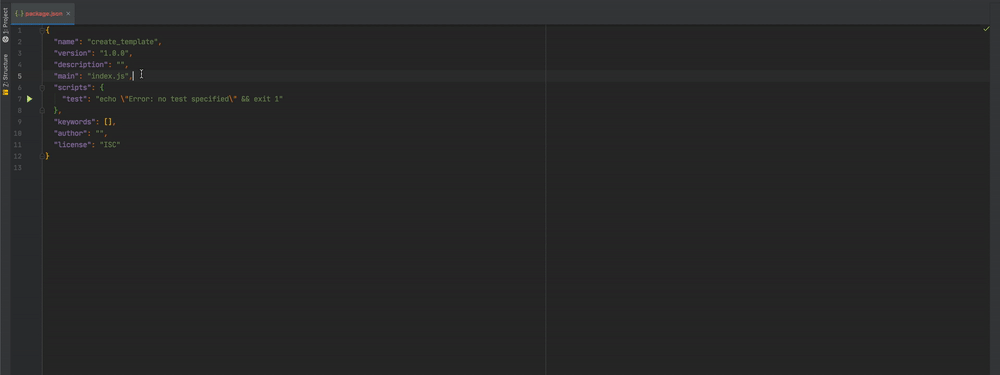 1: Project
package.json
1 {
2 "name": "create_template",
3 "version": "1.0.0",
4 "description": "",
5 "main": "index.js",
6 "scripts": {
7 "test": "echo \"Error: no test specified\" && exit 1"
8 },
9 "keywords": [],
10 "author": "",
11 "license": "ISC"
12 }
13
7: Structure